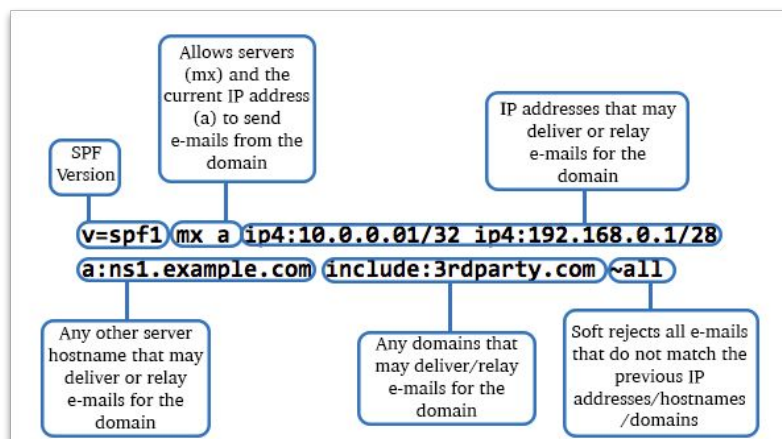 Allows servers
(mx) and the
current IP address
(a) to send
e-mails from the
domain
IP addresses that may
deliver or relay
e-mails for the
domain
SPF
Version
v=spf1 mx a ip4:10.0.0.01/32 ip4:192.168.0.1/28
a:ns1.example.com include:3rdparty.com ~all
Any other server
hostname that may
deliver or relay
e-mails for the
domain
Any domains that
may deliver/relay
e-mails for the
domain
Soft rejects all e-mails
that do not match the
previous IP
addresses/hostnames
/domains